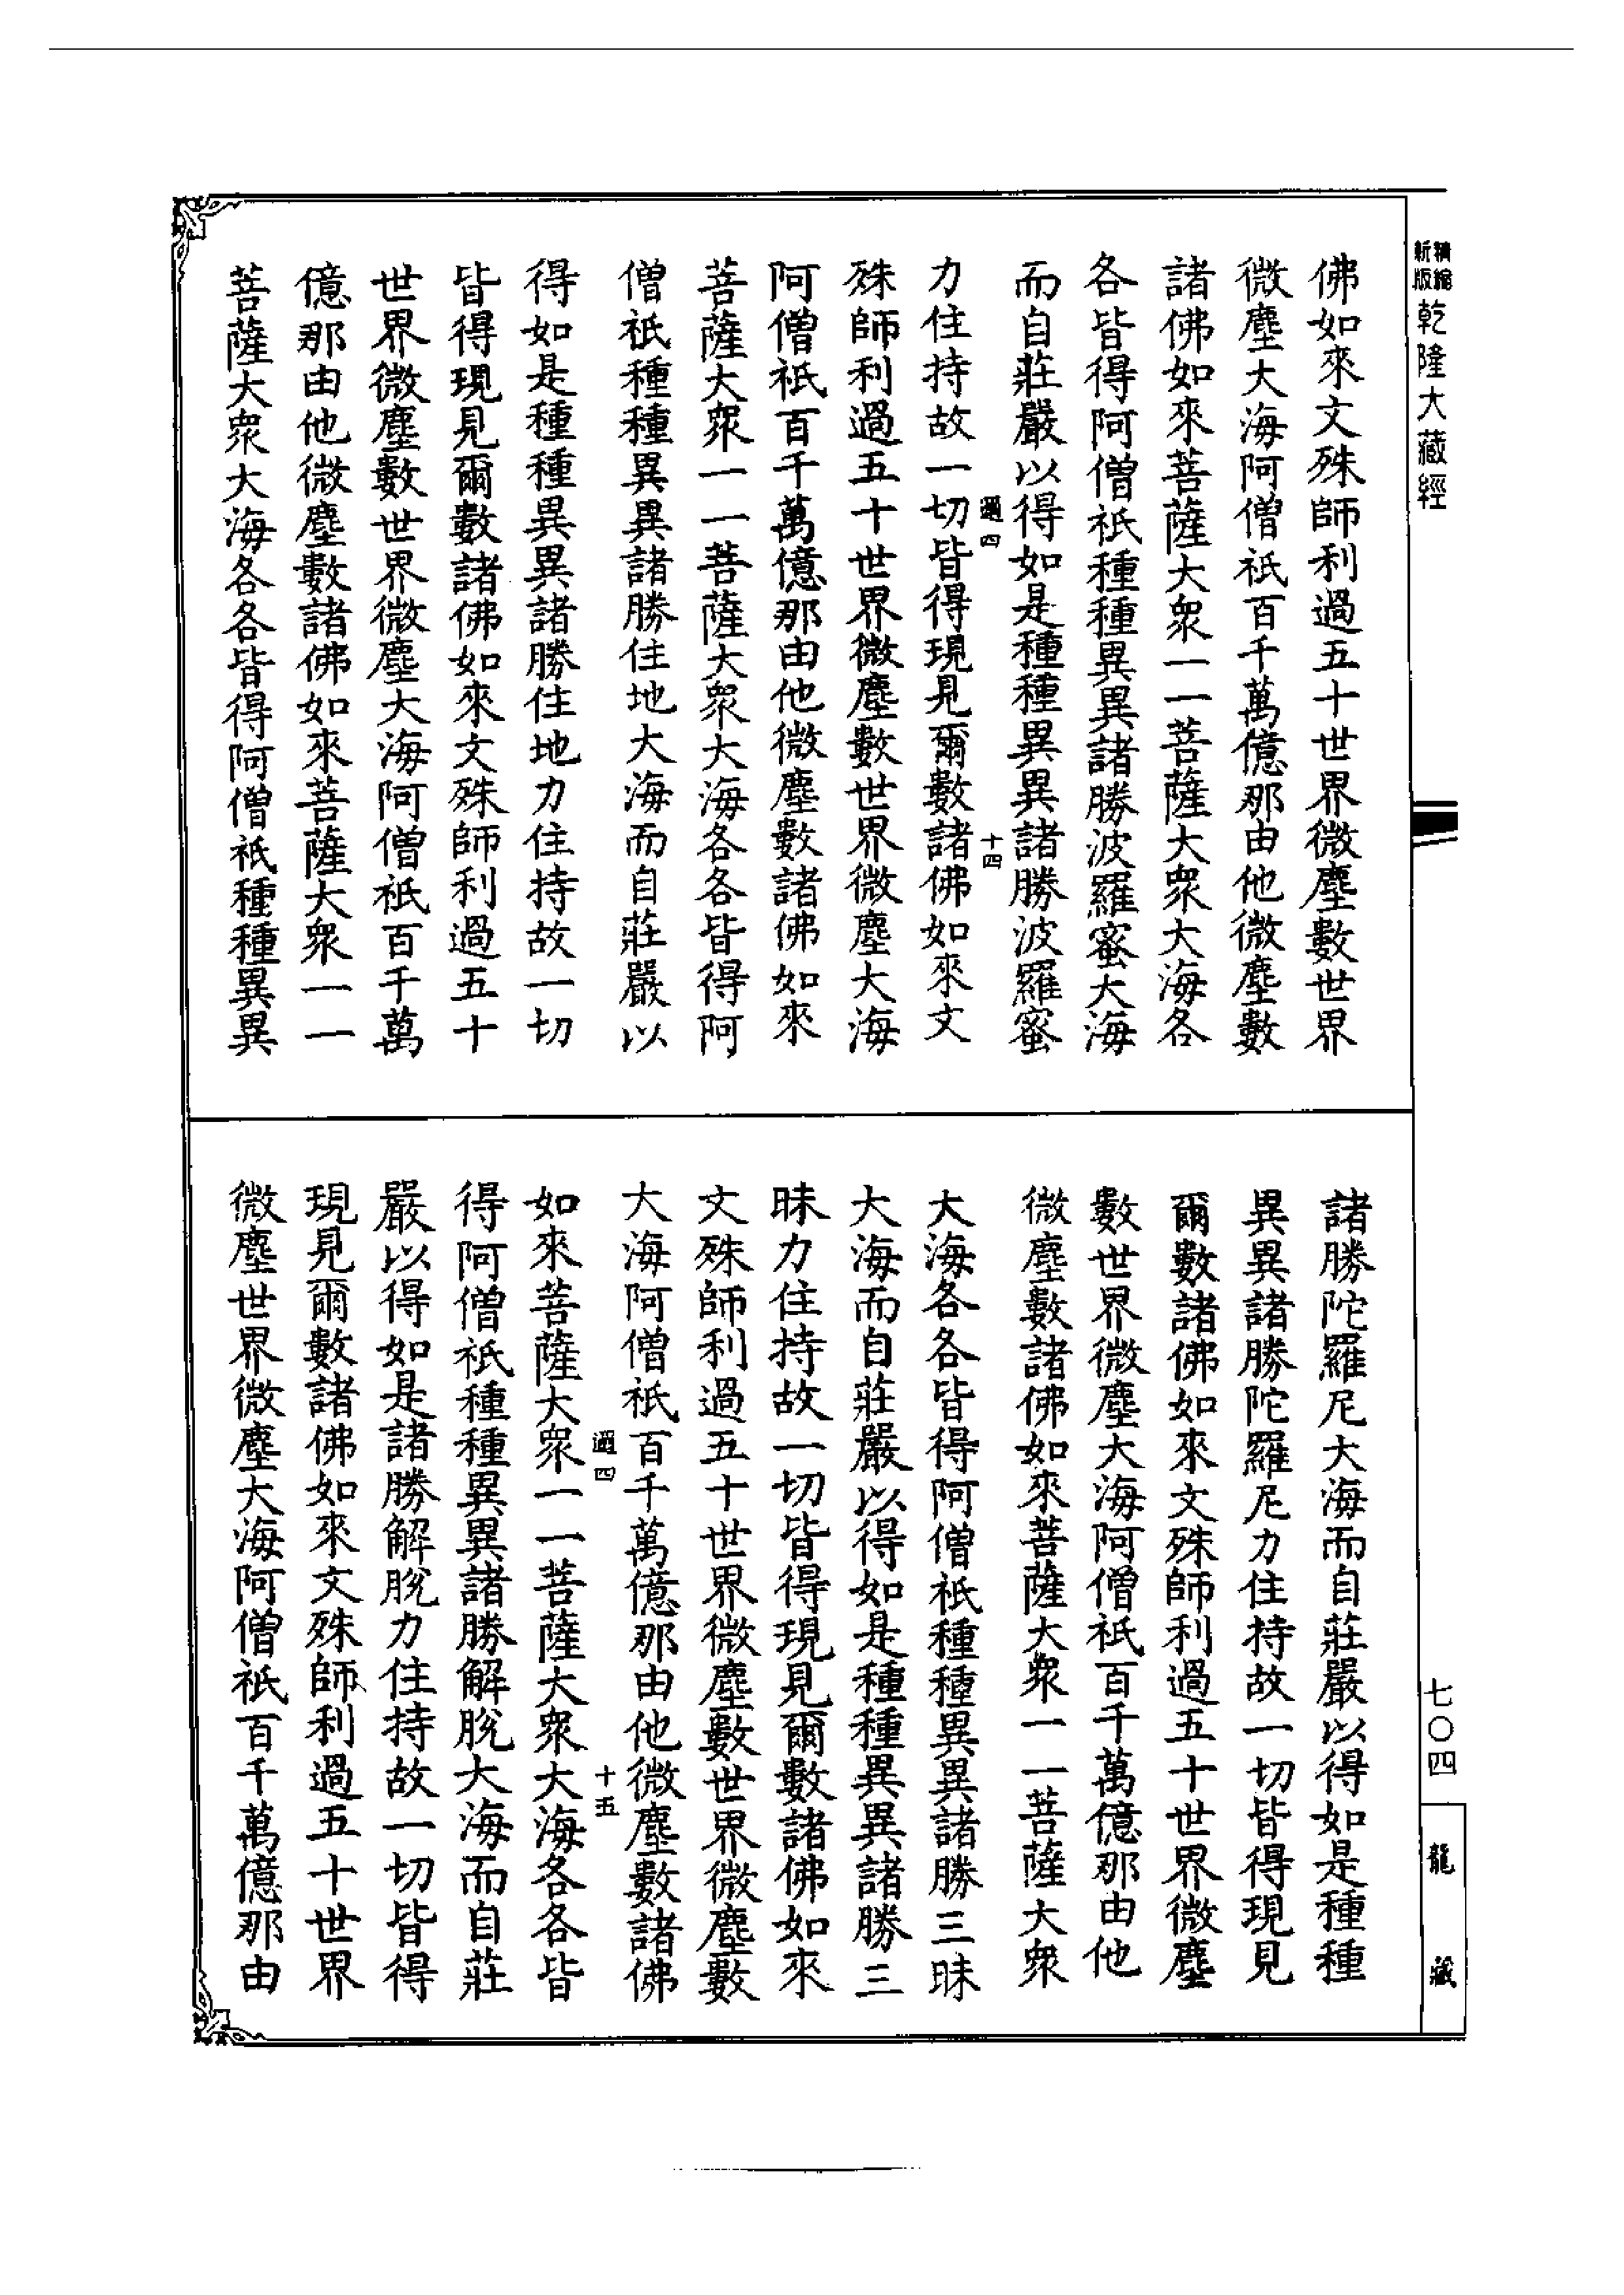 精縮新版乾隆大藏經
佛如來文殊師利過五十世界微塵數世界
微塵大海阿僧祇百千萬億那由他微塵數
諸佛如來菩薩大衆一一菩薩大衆大海各
各皆得阿僧祇種種異異諸勝波羅蜜大海
而自莊嚴以得如是種種異異諸勝波羅蜜
四
十四
力住持故一切皆得現見爾數諸佛如來文
殊師利過五十世界微塵數世界微塵大海
阿僧祇百千萬億那由他微塵數諸佛如來
菩薩大衆一一菩薩大衆大海各各皆得阿
僧祇種種異異諸勝住地大海而自莊嚴以
得如是種種異異諸勝住地力住持故一切
皆得現見爾數諸佛如來文殊師利過五十
世界微塵數世界微塵大海阿僧祇百千萬
億那由他微塵數諸佛如來菩薩大衆一一
菩薩大衆大海各各皆得阿僧祇種種異異
諸勝陀羅尼大海而自莊嚴以得如是種種
異異諸勝陀羅尼力住持故一切皆得現見
爾數諸佛如來文殊師利過五十世界微塵
數世界微塵大海阿僧祇百千萬億那由他
微塵數諸佛如來菩薩大衆一一菩薩大衆
大海各各皆得阿僧祇種種異異諸勝三昧
大海而自莊嚴以得如是種種異異諸勝三
昧力住持故一切皆得現見爾數諸佛如來
文殊師利過五十世界微塵數世界微塵數
大海阿僧祇百千萬億那由他微塵數諸佛
四
十五
如來菩薩大衆一一菩薩大衆大海各各皆
得阿僧祇種種異異諸勝解脫大海而自莊
嚴以得如是諸勝解脫力住持故一切皆得
現見爾數諸佛如來文殊師利過五十世界
微塵世界微塵大海阿僧祇百千萬億那由
七〇四
龍藏